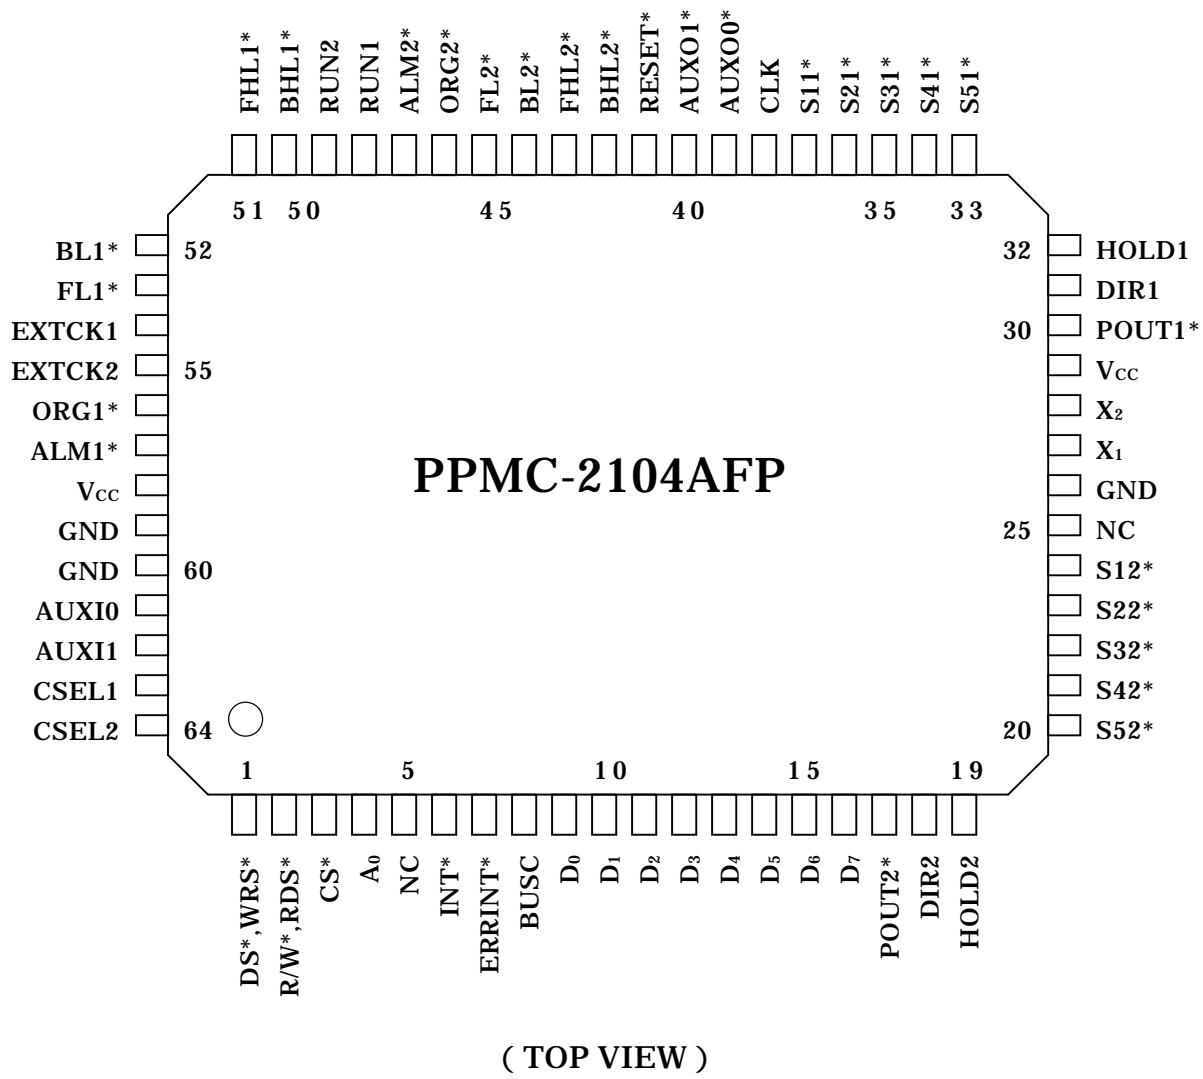 FHL1*
BHL1*
RUN2
RUN1
ALM2*
ORG2*
FL2*
BL2*
FHL2*
BHL2*
RESET*
AUXO1*
AUXO0*
CLK
S11*
S21*
S31*
S41*
S51*
51 50 45 40 35 33
BL1* 52 32 HOLD1
FL1* DIR1
EXTCK1 30 POUT1*
EXTCK2 55 Vcc
ORG1* X2
ALM1* X1
PPMC-2104AFP
Vcc GND
GND 25 NC
GND 60 S12*
AUXI0 S22*
AUXI1 S32*
CSEL1 S42*
CSEL2 64 20 S52*
1 5 10 15 19
DS*,WRS*
R/W*,RDS*
CS*
A0
NC
INT*
ERRINT*
BUSC
D0
D1
D2
D3
D4
D5
D6
D7
POUT2*
DIR2
HOLD2
( TOP VIEW )